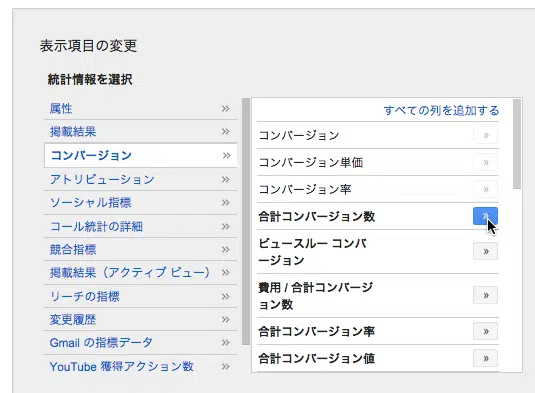 表示項目の変更
統計情報を選択
属性 »
掲載結果 »
コンバージョン »
アトリビューション »
ソーシャル指標 »
コール統計の詳細 »
競合指標 »
掲載結果（アクティブ ビュー） »
リーチの指標 »
変更履歴 »
Gmail の指標データ »
YouTube 獲得アクション数 »
すべての列を追加する
コンバージョン »
コンバージョン単価 »
コンバージョン率 »
合計コンバージョン数 »
ビュースルー コンバ
ージョン »
費用 / 合計コンバージ
ョン数 »
合計コンバージョン率 »
合計コンバージョン値 »